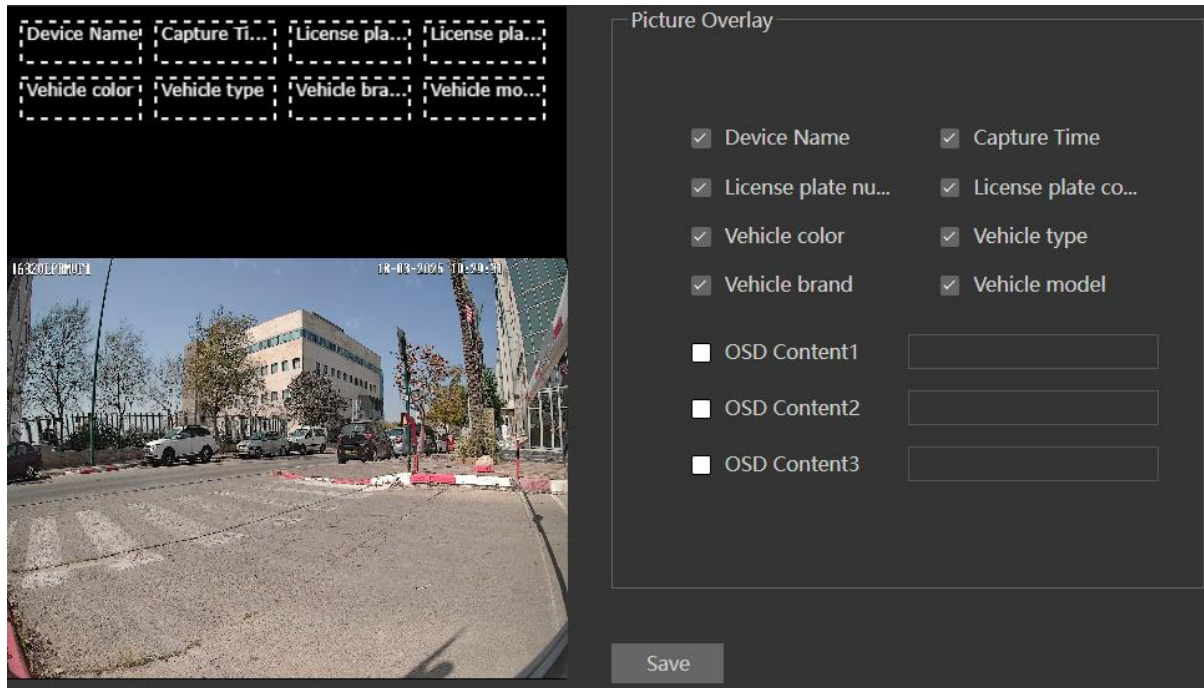 Device Name Capture Ti... License pla... License pla...
Vehicle color Vehicle type Vehicle bra... Vehicle mo...
Picture Overlay
Device Name Capture Time
License plate nu... License plate co...
Vehicle color Vehicle type
Vehicle brand Vehicle model
OSD Content1
OSD Content2
OSD Content3
Save